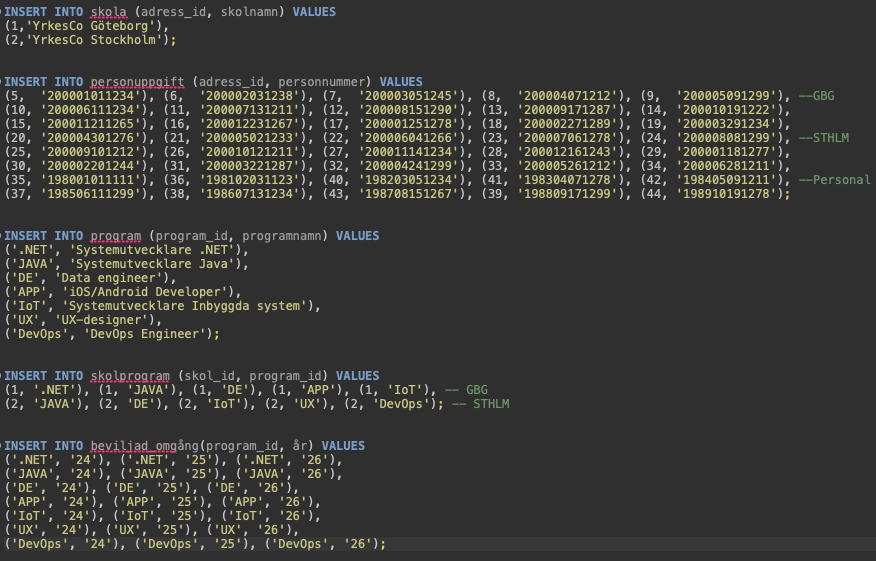 INSERT INTO skola (adress_id, skolnamn) VALUES
(1,'YrkesCo Göteborg'),
(2,'YrkesCo Stockholm');
INSERT INTO personuppgift (adress_id, personnummer) VALUES
(5, '200001011234'), (6, '200002031238'), (7, '200003051245'), (8, '200004071212'), (9, '200005091299'), --GBG
(10, '200006111234'), (11, '200007131211'), (12, '200008151290'), (13, '200009171287'), (14, '200010191222'),
(15, '200011211265'), (16, '200012231267'), (17, '200001251278'), (18, '200002271289'), (19, '200003291234'),
(20, '200004301276'), (21, '200005021233'), (22, '200006041266'), (23, '200007061278'), (24, '200008081299'), --STHLM
(25, '200009101212'), (26, '200010121211'), (27, '200011141234'), (28, '200012161243'), (29, '200001181277'),
(30, '200002201244'), (31, '200003221287'), (32, '200004241299'), (33, '200005261212'), (34, '200006281211'),
(35, '198001011111'), (36, '198102031123'), (40, '198203051234'), (41, '198304071278'), (42, '198405091211'), --Personal
(37, '198506111299'), (38, '198607131234'), (43, '198708151267'), (39, '198809171299'), (44, '198910191278');
INSERT INTO program (program_id, programnamn) VALUES
('.NET', 'Systemutvecklare .NET'),
('JAVA', 'Systemutvecklare Java'),
('DE', 'Data engineer'),
('APP', 'iOS/Android Developer'),
('IoT', 'Systemutvecklare Inbyggda system'),
('UX', 'UX-designer'),
('DevOps', 'DevOps Engineer');
INSERT INTO skolprogram (skol_id, program_id) VALUES
(1, '.NET'), (1, 'JAVA'), (1, 'DE'), (1, 'APP'), (1, 'IoT'), -- GBG
(2, 'JAVA'), (2, 'DE'), (2, 'IoT'), (2, 'UX'), (2, 'DevOps'); -- STHLM
INSERT INTO beviljad_omgång(program_id, år) VALUES
('.NET', '24'), ('.NET', '25'), ('.NET', '26'),
('JAVA', '24'), ('JAVA', '25'), ('JAVA', '26'),
('DE', '24'), ('DE', '25'), ('DE', '26'),
('APP', '24'), ('APP', '25'), ('APP', '26'),
('IoT', '24'), ('IoT', '25'), ('IoT', '26'),
('UX', '24'), ('UX', '25'), ('UX', '26'),
('DevOps', '24'), ('DevOps', '25'), ('DevOps', '26');